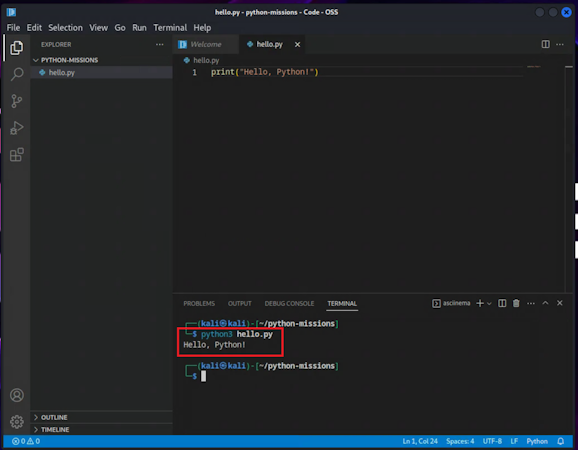 hello.py - python-missions - Code - OSS
File Edit Selection View Go Run Terminal Help
EXPLORER
PYTHON-MISSIONS
hello.py
OUTLINE
TIMELINE
Welcome
hello.py
hello.py
1 print("Hello, Python!")
PROBLEMS OUTPUT DEBUG CONSOLE TERMINAL
asciinema
┌──(kali㉿kali)-[~/python-missions]
└─$ python3 hello.py
Hello, Python!
┌──(kali㉿kali)-[~/python-missions]
└─$
0 0
Ln 1, Col 24 Spaces: 4 UTF-8 LF Python